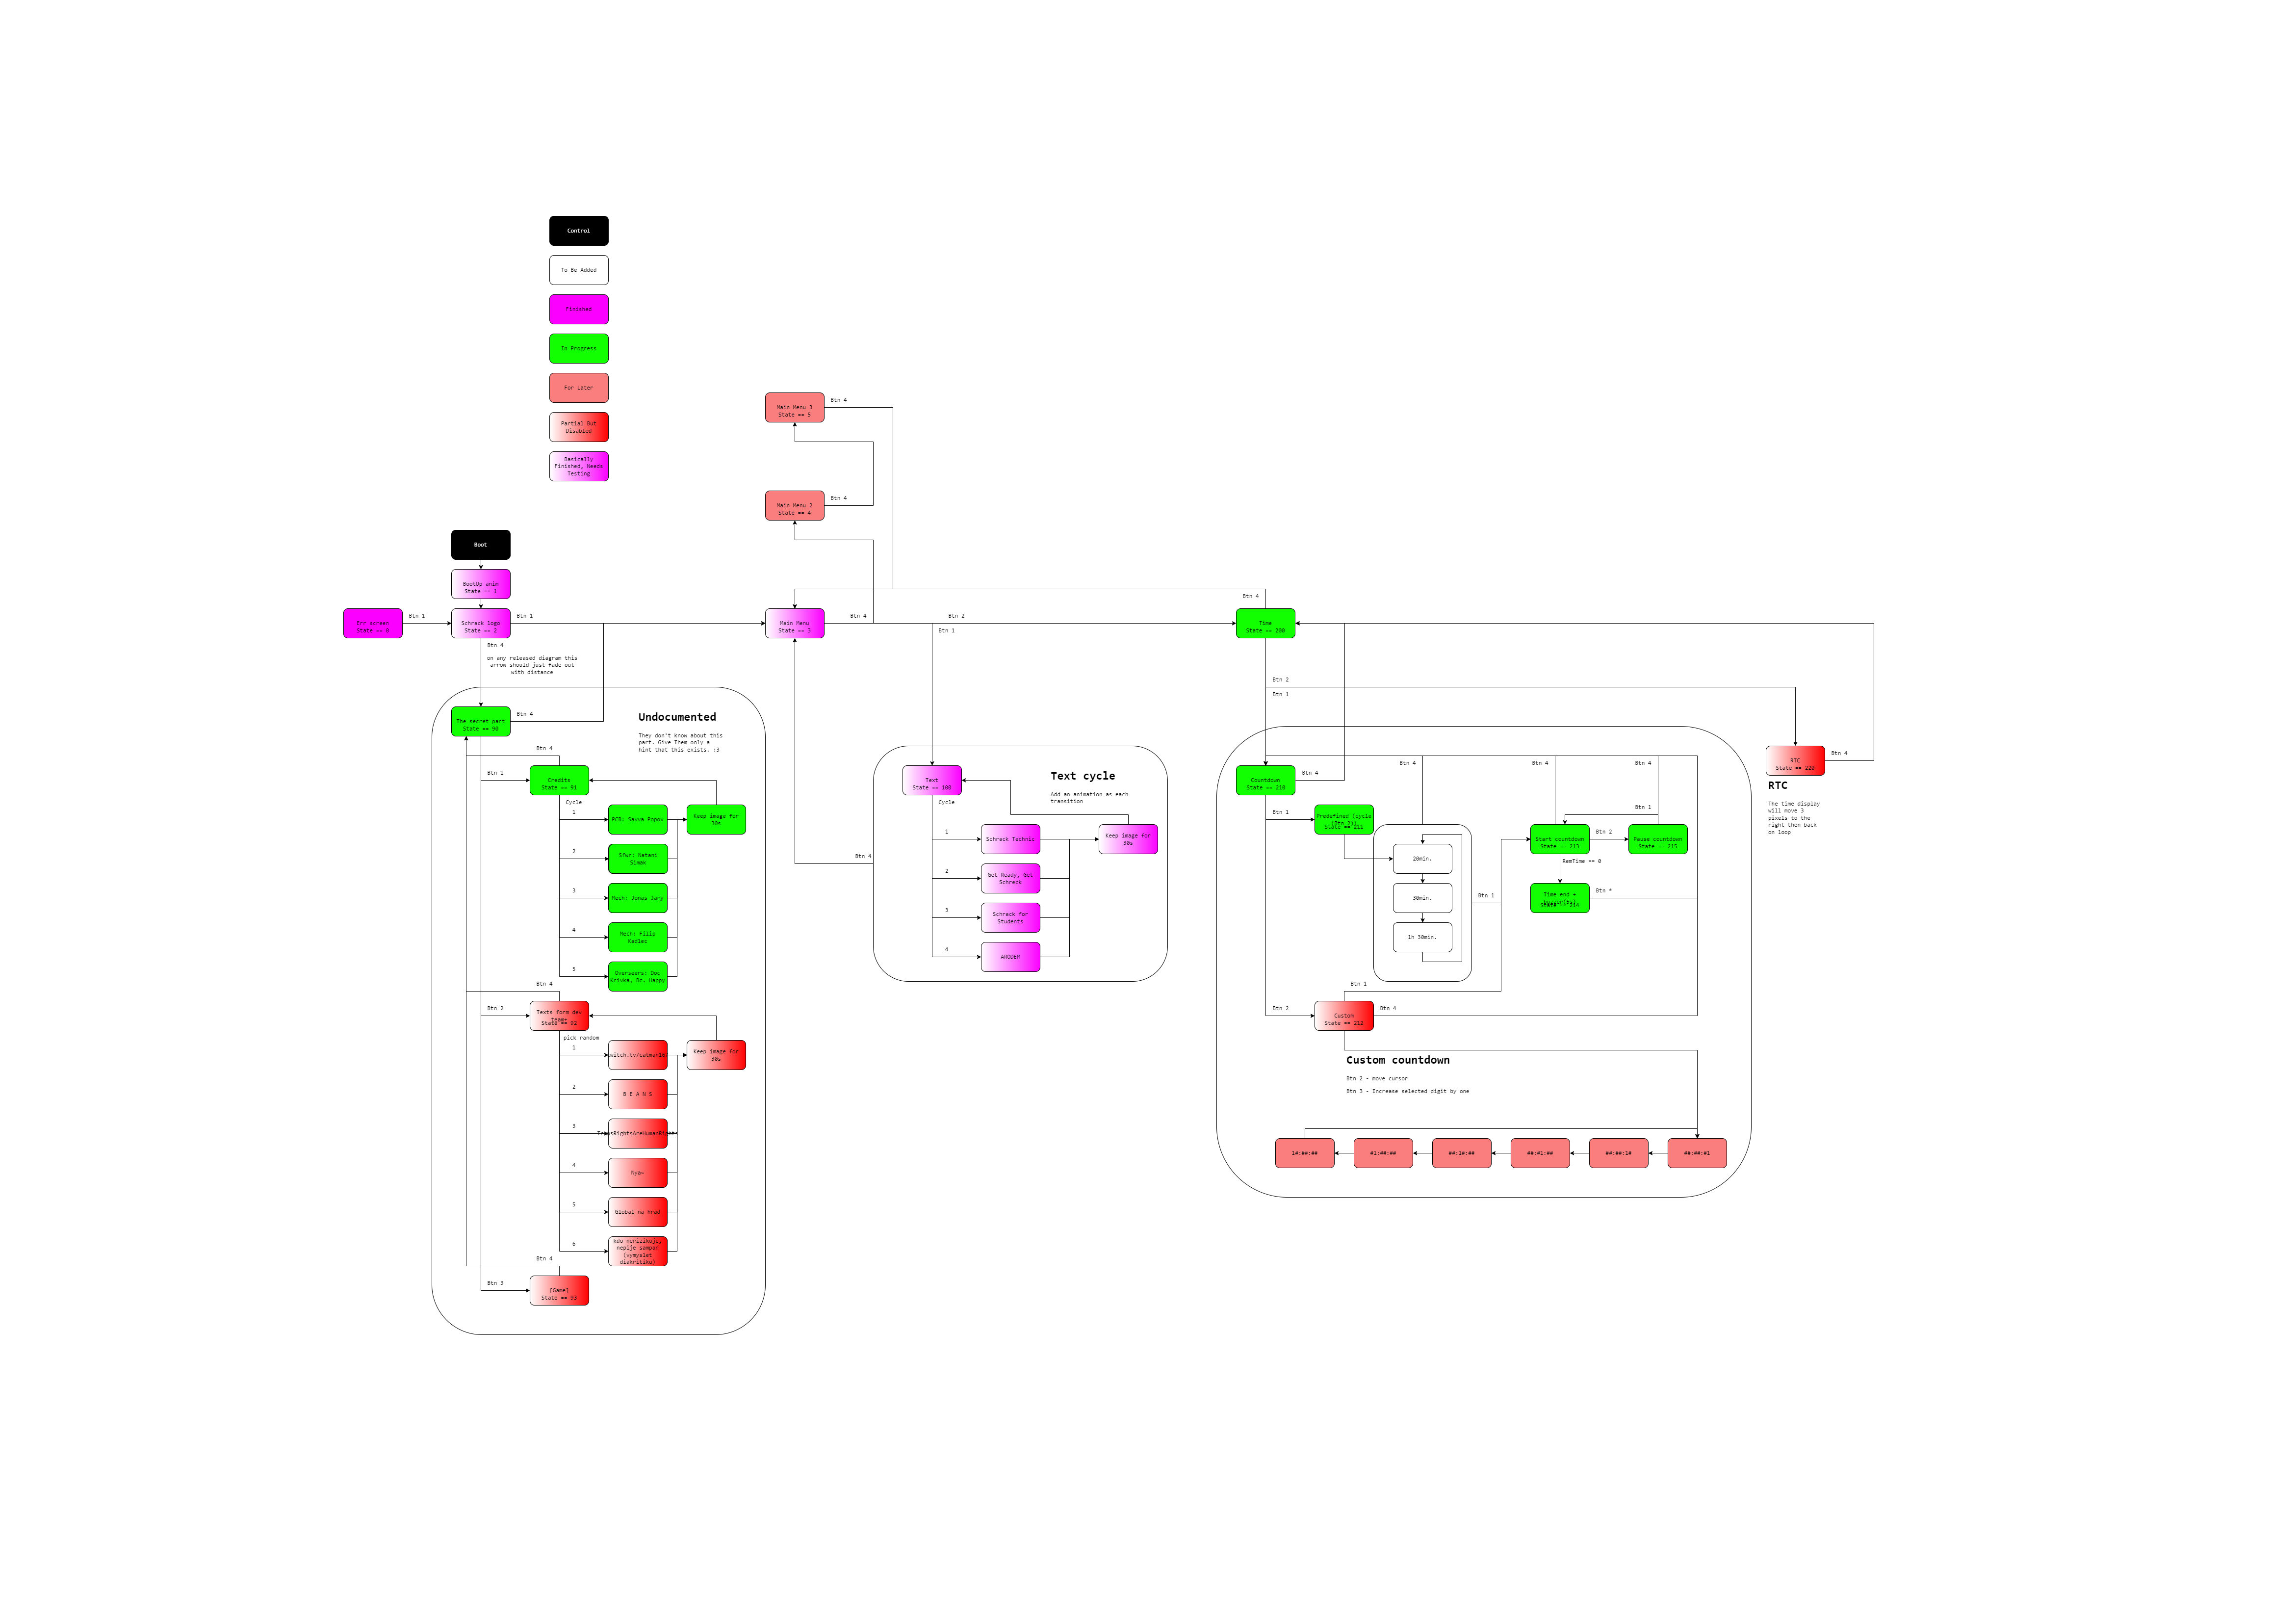 Control
To Be Added
Finished
In Progress
For Later
Partial But
Disabled
Basically
Finished, Needs
Testing
Main Menu 3
State == 5
Btn 4
Main Menu 2
State == 4
Btn 4
Boot
BootUp anim
State == 1
Err screen
State == 0
Btn 1
Schrack logo
State == 2
Btn 1
Btn 4
on any released diagram this
arrow should just fade out
with distance
Main Menu
State == 3
Btn 4
Btn 2
Btn 1
Btn 4
Time
State == 200
Btn 2
Btn 1
The secret part
State == 90
Btn 4
Undocumented
They don't know about this
part. Give Them only a
hint that this exists. :3
Btn 4
Btn 1
Credits
State == 91
Cycle
1
PCB: Savva Popov
Keep image for
30s
2
Sfwr: Natani
Simak
3
Mech: Jonas Jary
4
Mech: Filip
Kadlec
5
Overseers: Doc
Krivka, Bc. Happy
Btn 4
Btn 2
Texts form dev
team+
State == 92
pick random
1
twitch.tv/catman167
Keep image for
30s
2
B E A N S
3
TransRightsAreHumanRights
4
Nya~
5
Global na hrad
6
kdo nerizikuje,
nepije sampan
(vymyslet
diakritiku)
Btn 4
Btn 3
[Game]
State == 93
Btn 4
Text
State == 100
Cycle
Text cycle
Add an animation as each
transition
1
Schrack Technic
Keep image for
30s
2
Get Ready, Get
Schreck
3
Schrack for
Students
4
ARODEM
Countdown
State == 210
Btn 4
Btn 1
Predefined (cycle
(Btn 2))
State == 211
Btn 4
20min.
30min.
1h 30min.
Btn 1
Btn 4
Btn 4
Btn 1
Start countdown
State == 213
Btn 2
Pause countdown
State == 215
RemTime == 0
Time end +
buzzer(5s)
State == 214
Btn *
Btn 1
Btn 2
Custom
State == 212
Btn 4
Custom countdown
Btn 2 - move cursor
Btn 3 - Increase selected digit by one
1#:##:##
#1:##:##
##:1#:##
##:#1:##
##:##:1#
##:##:#1
RTC
State == 220
Btn 4
RTC
The time display
will move 3
pixels to the
right then back
on loop